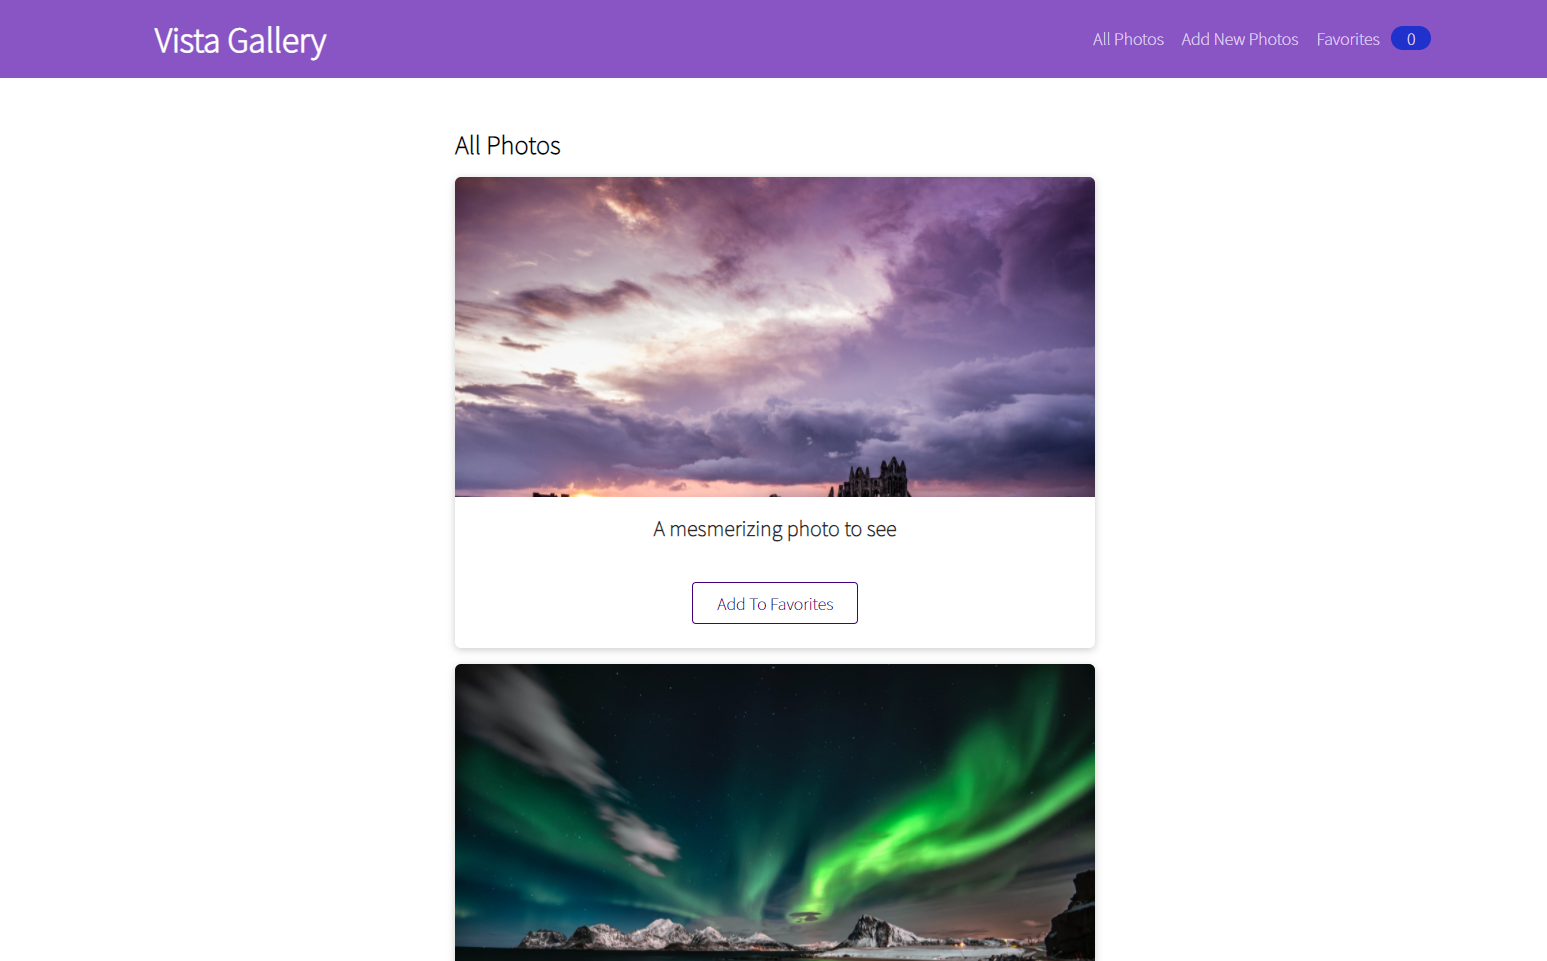 Vista Gallery
All Photos Add New Photos Favorites 0
All Photos
A mesmerizing photo to see
Add To Favorites